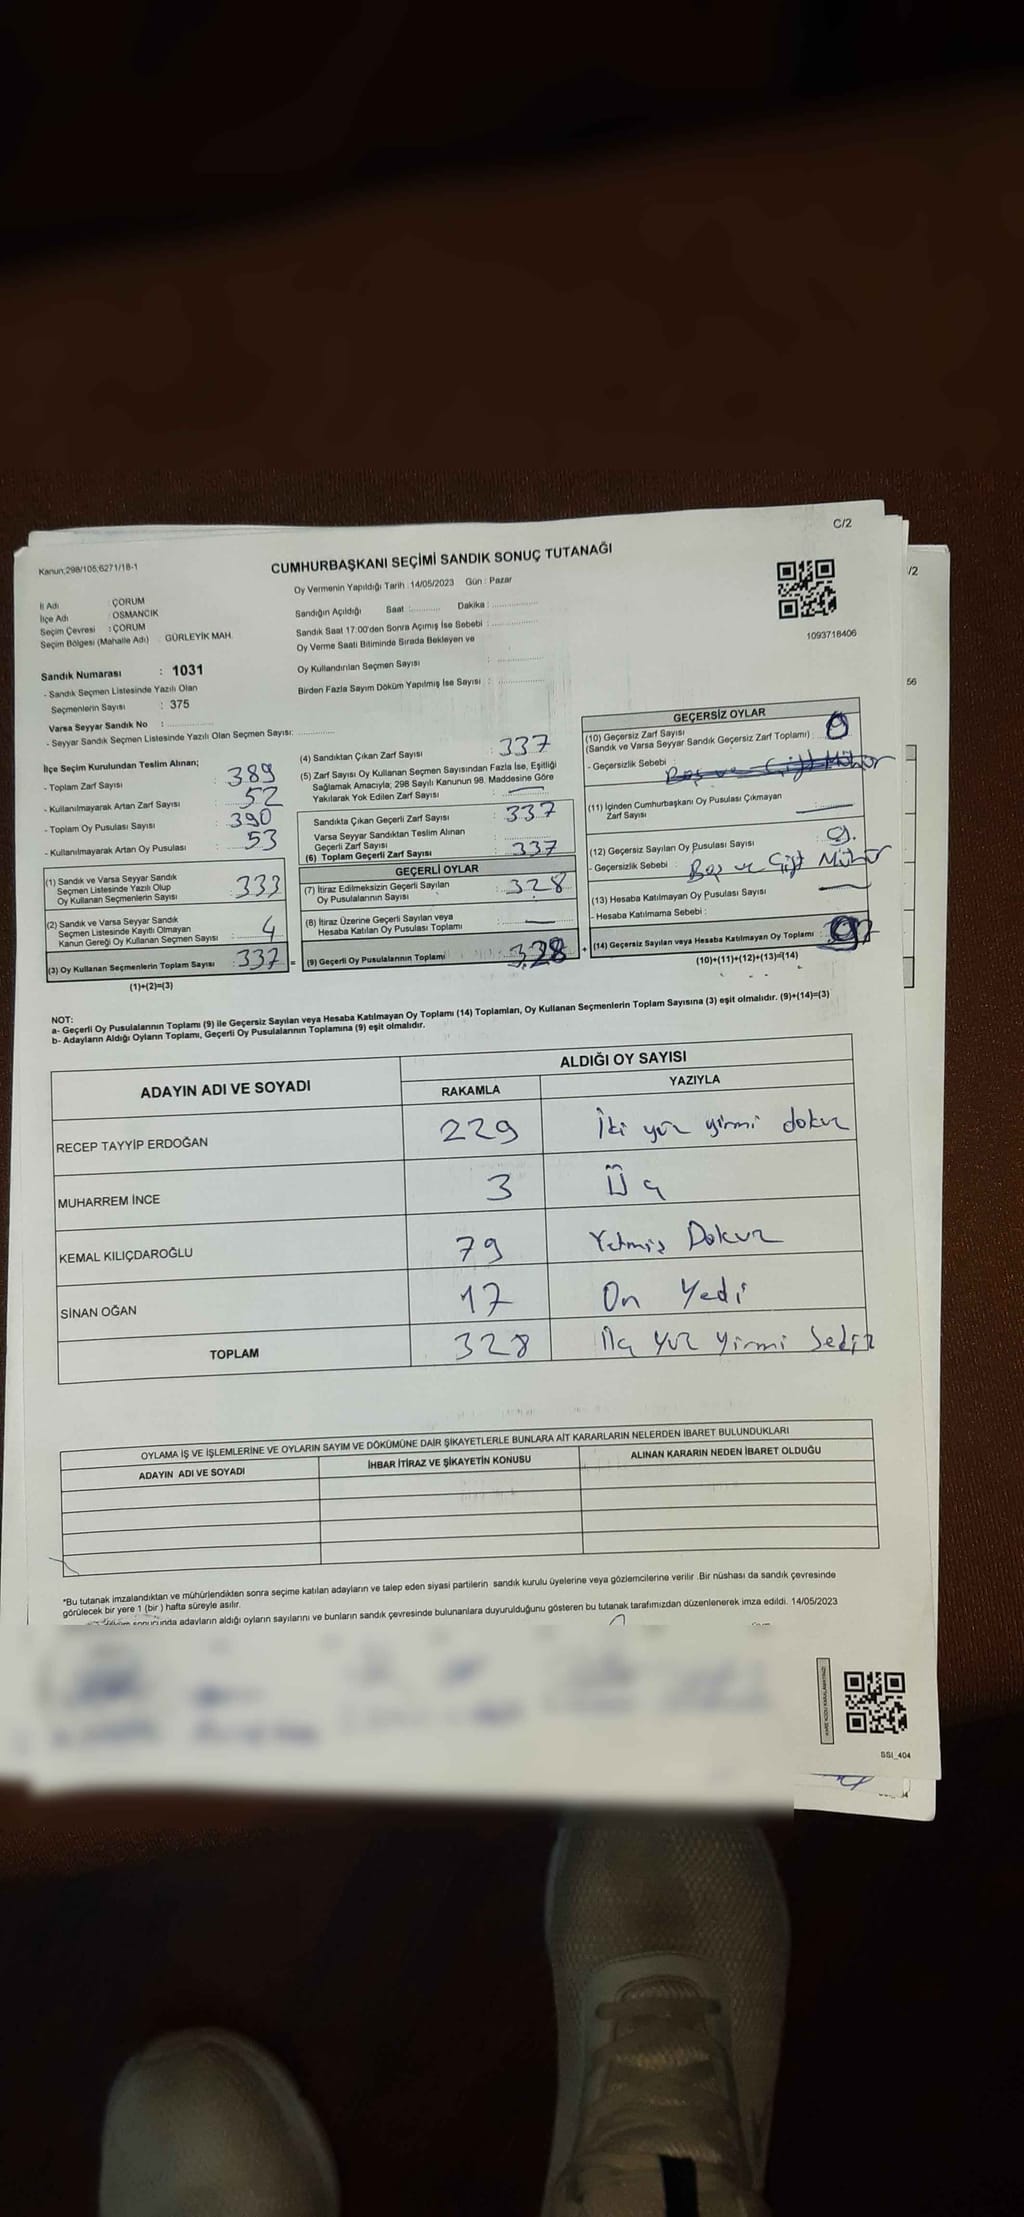 C/2
Kanun:298/105,6271/18-1
CUMHURBAŞKANI SEÇİMİ SANDIK SONUÇ TUTANAĞI
İl Adı : ÇORUM
İlçe Adı : OSMANCIK
Seçim Çevresi : ÇORUM
Seçim Bölgesi (Mahalle Adı) : GÜRLEYİK MAH.
Sandık Numarası : 1031
- Sandık Seçmen Listesinde Yazılı Olan
Seçmenlerin Sayısı : 375
Varsa Seyyar Sandık No :
- Seyyar Sandık Seçmen Listesinde Yazılı Olan Seçmen Sayısı:
Oy Vermenin Yapıldığı Tarih : 14/05/2023 Gün : Pazar
Sandığın Açıldığı Saat : Dakika :
Sandık Saat 17:00'den Sonra Açımış İse Sebebi :
Oy Verme Saati Bitiminde Sırada Bekleyen ve
Oy Kullandırılan Seçmen Sayısı :
Birden Fazla Sayım Döküm Yapılmış İse Sayısı :
1093718406
/2
56
İlçe Seçim Kurulundan Teslim Alınan;
- Toplam Zarf Sayısı : 389
- Kullanılmayarak Artan Zarf Sayısı : 52
- Toplam Oy Pusulası Sayısı : 390
- Kullanılmayarak Artan Oy Pusulası : 53
(1) Sandık ve Varsa Seyyar Sandık
Seçmen Listesinde Yazılı Olup
Oy Kullanan Seçmenlerin Sayısı : 333
(2) Sandık ve Varsa Seyyar Sandık
Seçmen Listesinde Kayıtlı Olmayan
Kanun Gereği Oy Kullanan Seçmen Sayısı : 4
(3) Oy Kullanan Seçmenlerin Toplam Sayısı : 337 =
(1)+(2)=(3)
(4) Sandıktan Çıkan Zarf Sayısı : 337
(5) Zarf Sayısı Oy Kullanan Seçmen Sayısından Fazla İse, Eşitliği
Sağlamak Amacıyla; 298 Sayılı Kanunun 98. Maddesine Göre
Yakılarak Yok Edilen Zarf Sayısı : —
Sandıkta Çıkan Geçerli Zarf Sayısı : 337
Varsa Seyyar Sandıktan Teslim Alınan
Geçerli Zarf Sayısı :
(6) Toplam Geçerli Zarf Sayısı : 337
GEÇERLİ OYLAR
(7) İtiraz Edilmeksizin Geçerli Sayılan
Oy Pusulalarının Sayısı : 328
(8) İtiraz Üzerine Geçerli Sayılan veya
Hesaba Katılan Oy Pusulası Toplamı : —
(9) Geçerli Oy Pusulalarının Toplamı : 328 +
GEÇERSİZ OYLAR
(10) Geçersiz Zarf Sayısı
(Sandık ve Varsa Seyyar Sandık Geçersiz Zarf Toplamı) :
- Geçersizlik Sebebi : Boş ve Çift Mühür
(11) İçinden Cumhurbaşkanı Oy Pusulası Çıkmayan
Zarf Sayısı : —
(12) Geçersiz Sayılan Oy Pusulası Sayısı : 9.
- Geçersizlik Sebebi : Boş ve Çift Mühür
(13) Hesaba Katılmayan Oy Pusulası Sayısı : —
- Hesaba Katılmama Sebebi :
(14) Geçersiz Sayılan veya Hesaba Katılmayan Oy Toplamı :
(10)+(11)+(12)+(13)=(14)
NOT:
a- Geçerli Oy Pusulalarının Toplamı (9) ile Geçersiz Sayılan veya Hesaba Katılmayan Oy Toplamı (14) Toplamları, Oy Kullanan Seçmenlerin Toplam Sayısına (3) eşit olmalıdır. (9)+(14)=(3)
b- Adayların Aldığı Oyların Toplamı, Geçerli Oy Pusulalarının Toplamına (9) eşit olmalıdır.
ADAYIN ADI VE SOYADI
ALDIĞI OY SAYISI
RAKAMLA YAZIYLA
RECEP TAYYİP ERDOĞAN 229 İki yüz yirmi dokuz
MUHARREM İNCE 3 Üç
KEMAL KILIÇDAROĞLU 79 Yetmiş Dokuz
SİNAN OĞAN 17 On Yedi
TOPLAM 328 Üç Yüz Yirmi Sekiz
OYLAMA İŞ VE İŞLEMLERİNE VE OYLARIN SAYIM VE DÖKÜMÜNE DAİR ŞİKAYETLERLE BUNLARA AİT KARARLARIN NELERDEN İBARET BULUNDUKLARI
ADAYIN ADI VE SOYADI İHBAR İTİRAZ VE ŞİKAYETİN KONUSU ALINAN KARARIN NEDEN İBARET OLDUĞU
*Bu tutanak imzalandıktan ve mühürlendikten sonra seçime katılan adayların ve talep eden siyasi partilerin sandık kurulu üyelerine veya gözlemcilerine verilir .Bir nüshası da sandık çevresinde
görülecek bir yere 1 (bir ) hafta süreyle asılır.
sonucunda adayların aldığı oyların sayılarını ve bunların sandık çevresinde bulunanlara duyurulduğunu gösteren bu tutanak tarafımızdan düzenlenerek imza edildi. 14/05/2023
SSI_404